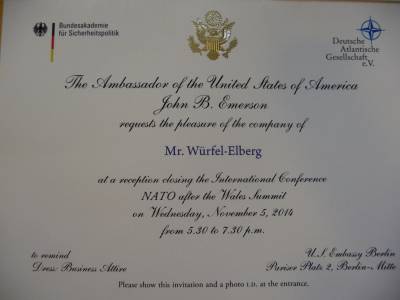 Bundesakademie
für Sicherheitspolitik
Deutsche
Atlantische
Gesellschaft
e.V.
The Ambassador of the United States of America
John B. Emerson
requests the pleasure of the company of
Mr. Würfel-Elberg
at a reception closing the International Conference
NATO after the Wales Summit
on Wednesday, November 5, 2014
from 5.30 to 7.30 p.m.
to remind
Dress: Business Attire
U.S. Embassy Berlin
Pariser Platz 2, Berlin-Mitte
Please show this invitation and a photo I.D. at the entrance.